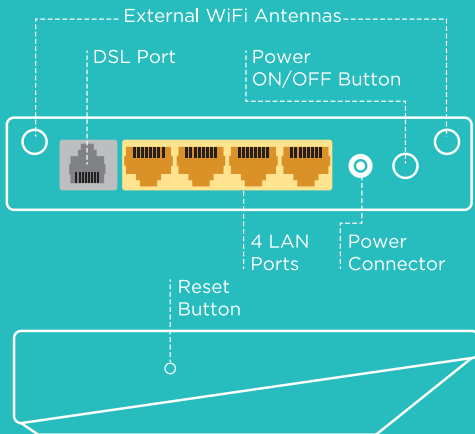 External WiFi Antennas
DSL Port
Power
ON/OFF Button
4 LAN
Ports
Power
Connector
Reset
Button